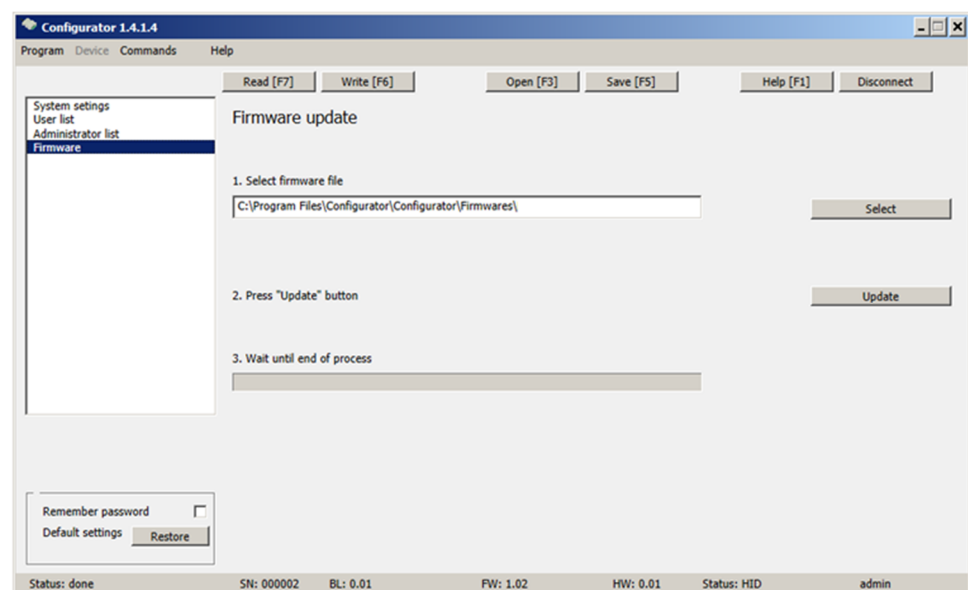 Configurator 1.4.1.4
Program Device Commands Help
Read [F7] Write [F6] Open [F3] Save [F5] Help [F1] Disconnect
System setings
User list
Administrator list
Firmware
Firmware update
1. Select firmware file
C:\Program Files\Configurator\Configurator\Firmwares\
Select
2. Press "Update" button
Update
3. Wait until end of process
Remember password
Default settings Restore
Status: done SN: 000002 BL: 0.01 FW: 1.02 HW: 0.01 Status: HID admin